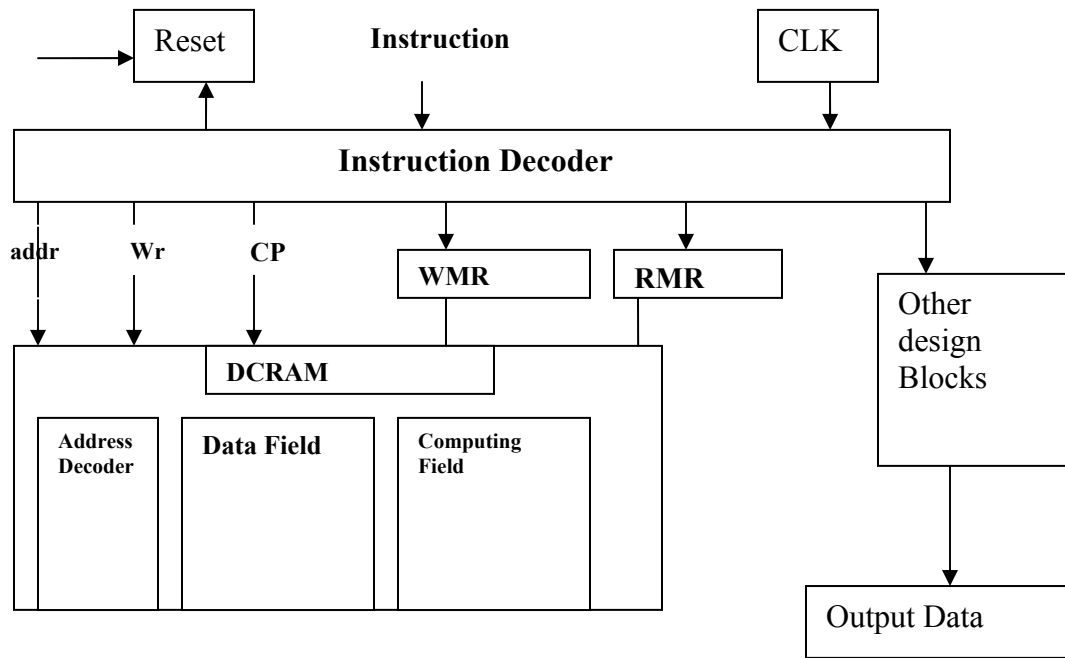 Reset
Instruction
CLK
Instruction Decoder
addr
Wr
CP
WMR
RMR
Other
design
Blocks
DCRAM
Address
Decoder
Data Field
Computing
Field
Output Data